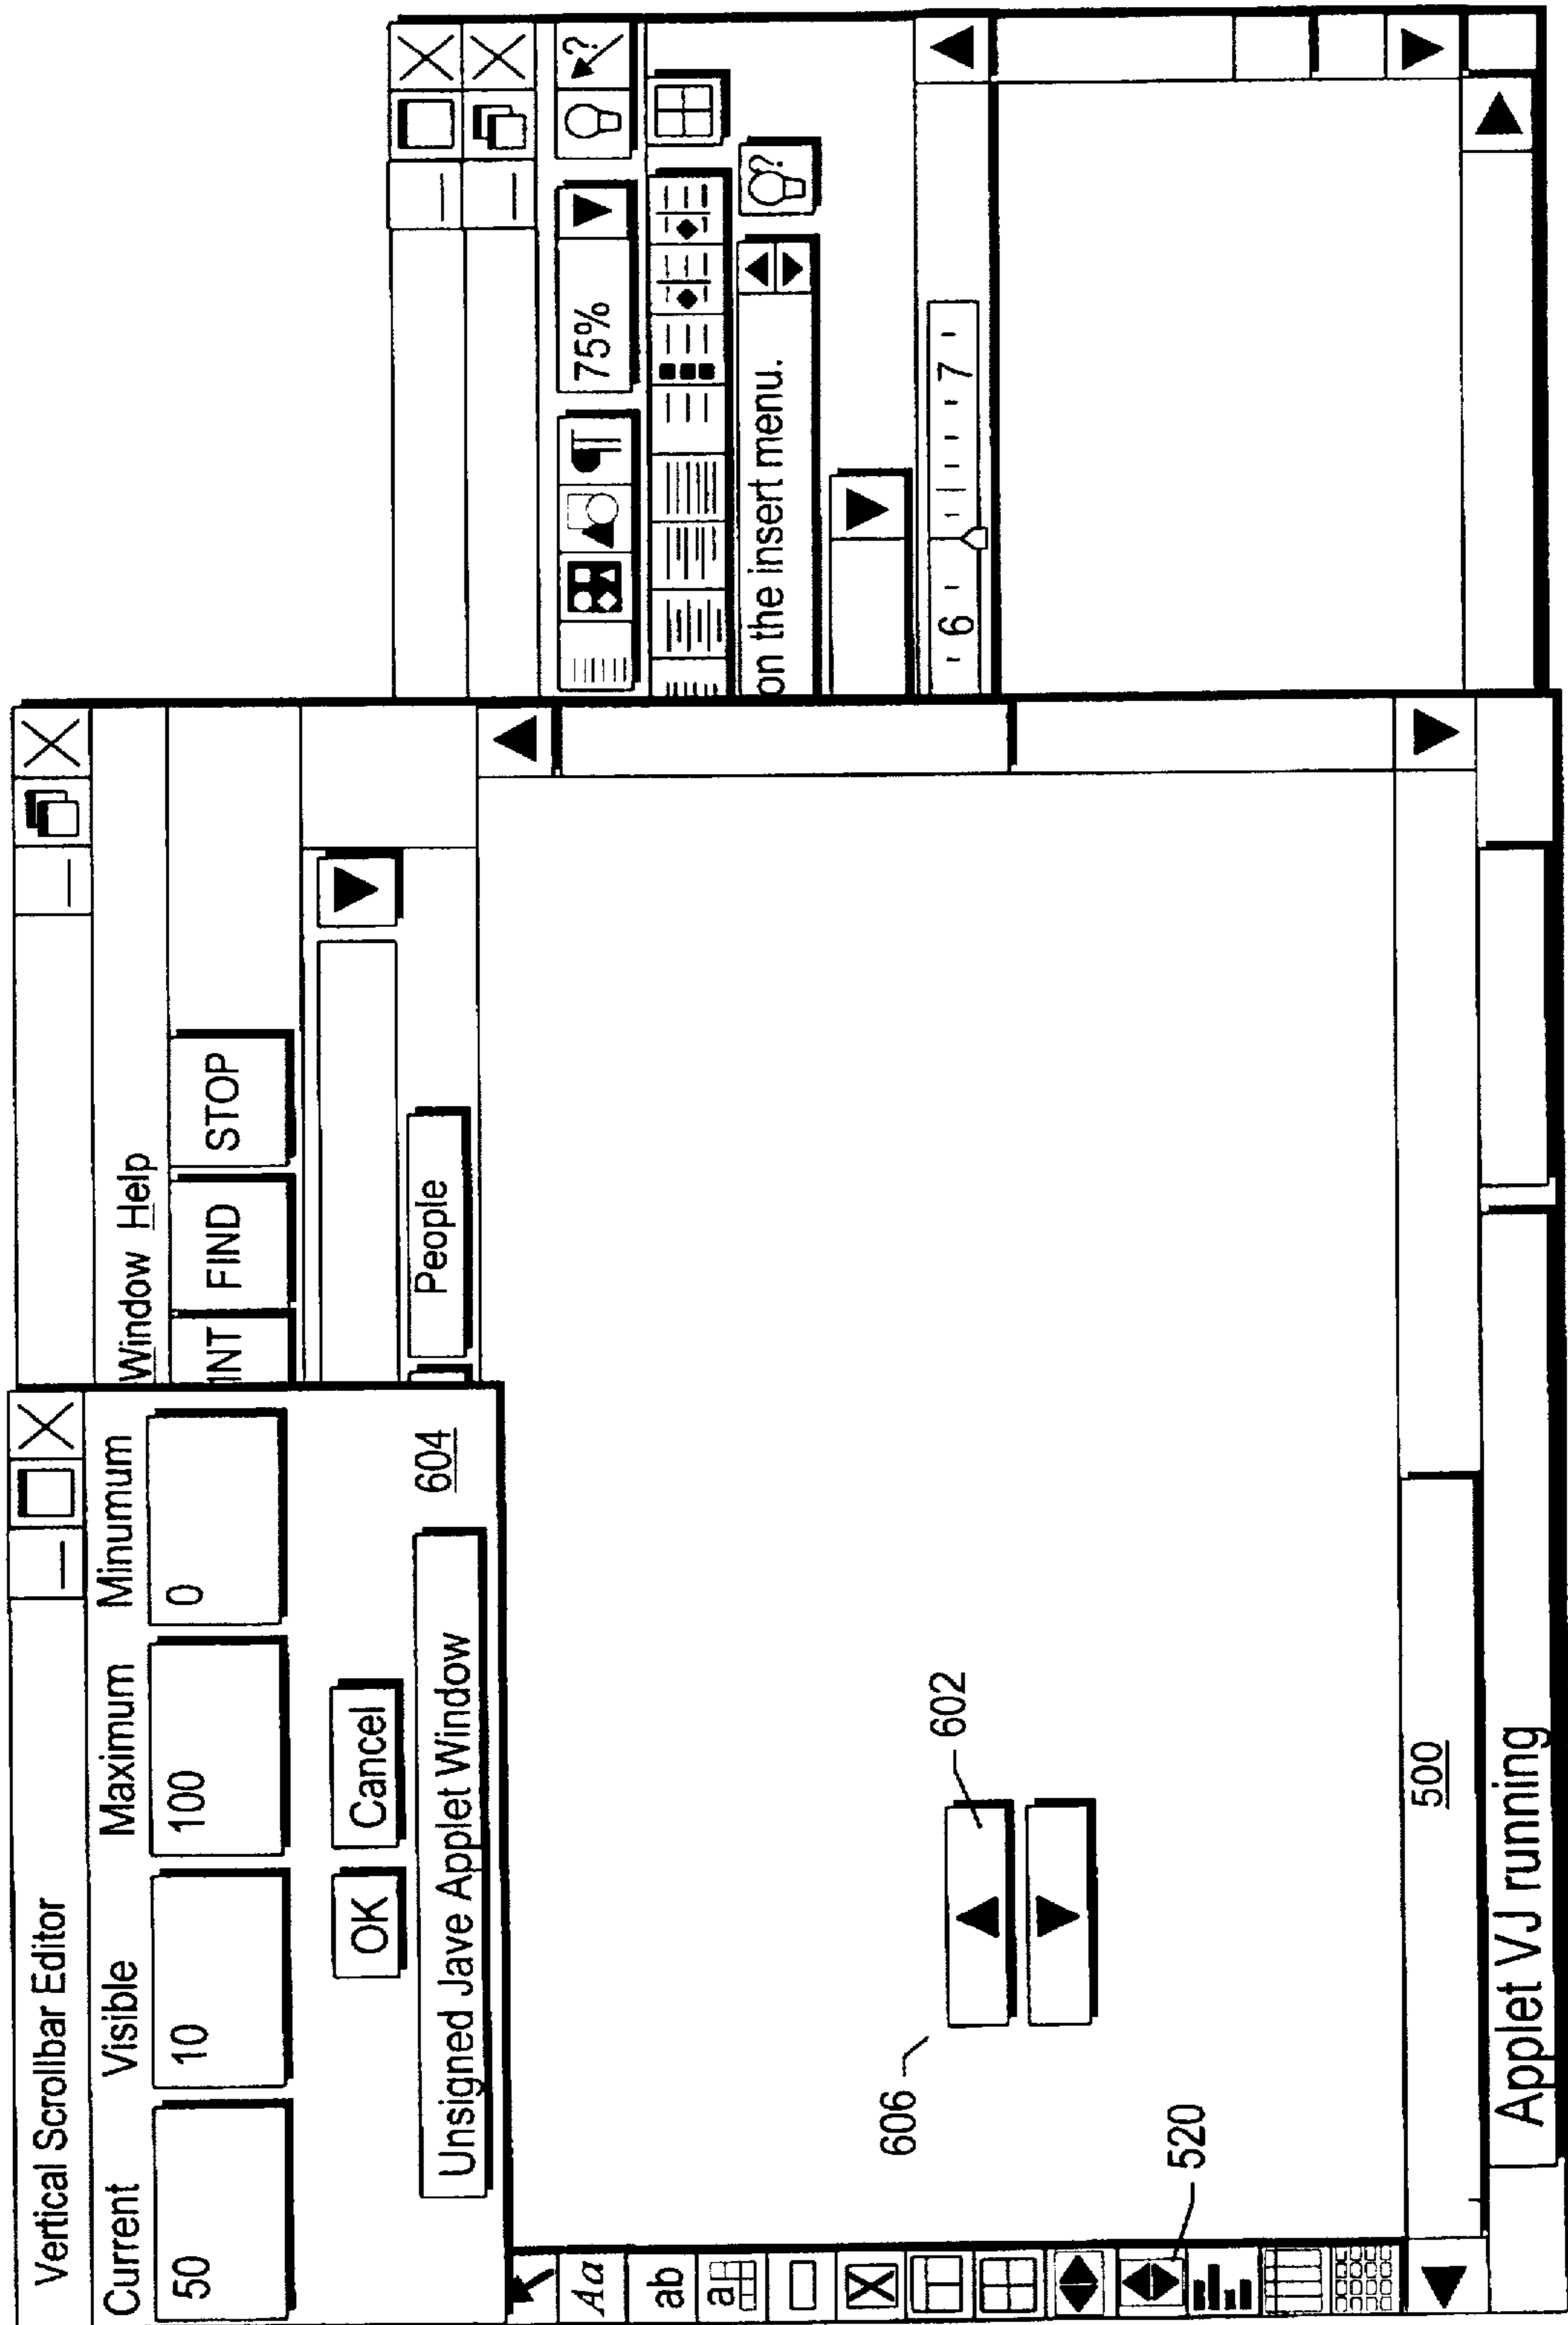 Vertical Scrollbar Editor
Current Visible Maximum Minumum
50 10 100 0
OK Cancel
Unsigned Jave Applet Window
604
Window Help
INT FIND STOP
People
Aa
ab
a
606
602
520
500
Applet VJ running
75%
¶
?
?
on the insert menu.
6 7